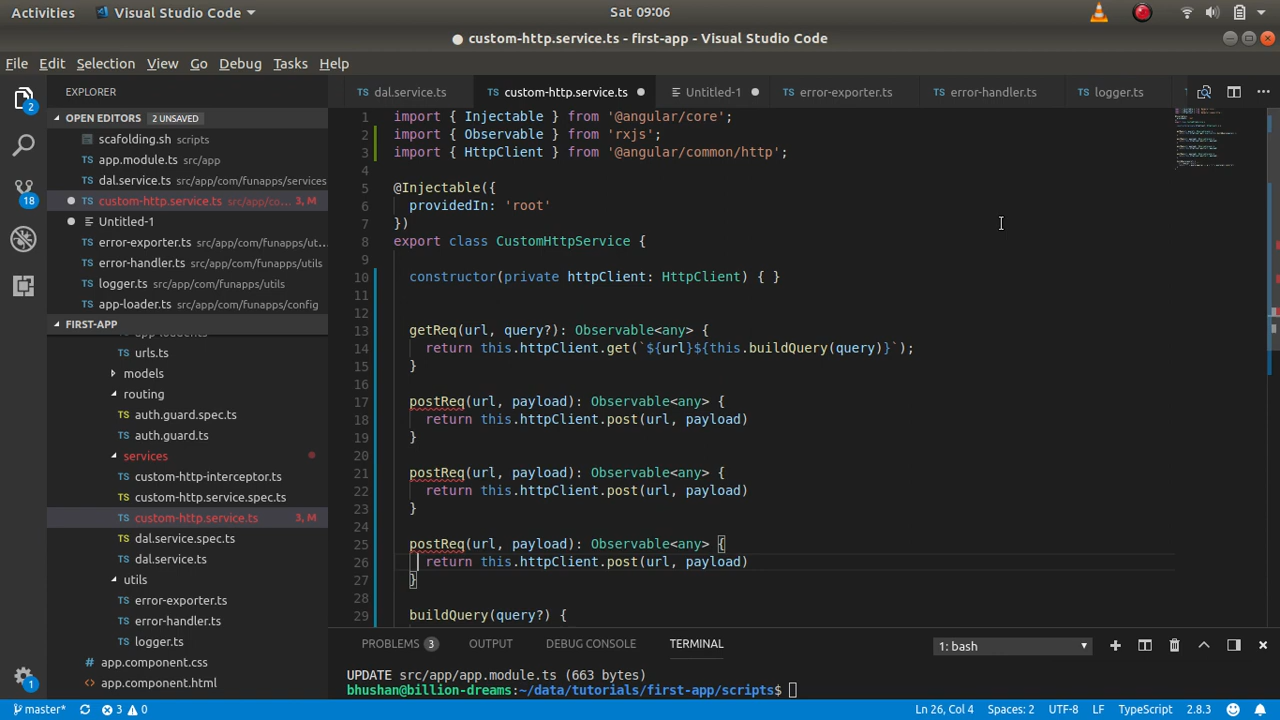 Activities Visual Studio Code Sat 09:06
● custom-http.service.ts - first-app - Visual Studio Code
File Edit Selection View Go Debug Tasks Help
EXPLORER
OPEN EDITORS 2 UNSAVED
scafolding.sh scripts
TS app.module.ts src/app
TS dal.service.ts src/app/com/funapps/services
TS custom-http.service.ts src/app/co... 3, M
Untitled-1
TS error-exporter.ts src/app/com/funapps/ut...
TS error-handler.ts src/app/com/funapps/utils
TS logger.ts src/app/com/funapps/utils
TS app-loader.ts src/app/com/funapps/config
FIRST-APP
TS urls.ts
models
routing
TS auth.guard.spec.ts
TS auth.guard.ts
services
TS custom-http-interceptor.ts
TS custom-http.service.spec.ts
TS custom-http.service.ts 3, M
TS dal.service.spec.ts
TS dal.service.ts
utils
TS error-exporter.ts
TS error-handler.ts
TS logger.ts
# app.component.css
<> app.component.html
2
18
1
TS dal.service.ts TS custom-http.service.ts ● Untitled-1 ● TS error-exporter.ts TS error-handler.ts TS logger.ts
1 import { Injectable } from '@angular/core';
2 import { Observable } from 'rxjs';
3 import { HttpClient } from '@angular/common/http';
4
5 @Injectable({
6 providedIn: 'root'
7 })
8 export class CustomHttpService {
9
10 constructor(private httpClient: HttpClient) { }
11
12
13 getReq(url, query?): Observable<any> {
14 return this.httpClient.get(`${url}${this.buildQuery(query)}`);
15 }
16
17 postReq(url, payload): Observable<any> {
18 return this.httpClient.post(url, payload)
19 }
20
21 postReq(url, payload): Observable<any> {
22 return this.httpClient.post(url, payload)
23 }
24
25 postReq(url, payload): Observable<any> {
26 return this.httpClient.post(url, payload)
27 }
28
29 buildQuery(query?) {
PROBLEMS 3 OUTPUT DEBUG CONSOLE TERMINAL 1: bash
UPDATE src/app/app.module.ts (663 bytes)
bhushan@billion-dreams:~/data/tutorials/first-app/scripts$
master* 3 0 Ln 26, Col 4 Spaces: 2 UTF-8 LF TypeScript 2.8.3